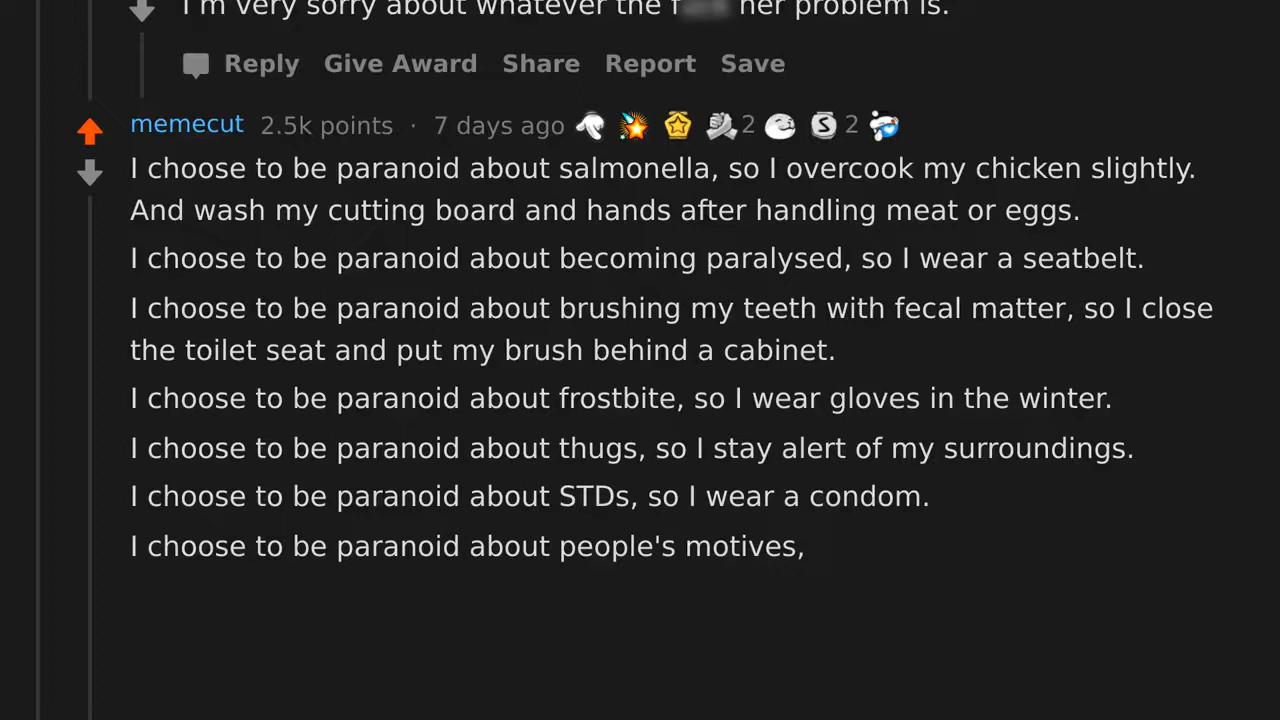 I'm very sorry about whatever the her problem is.
Reply Give Award Share Report Save
memecut 2.5k points · 7 days ago 2 S 2
I choose to be paranoid about salmonella, so I overcook my chicken slightly.
And wash my cutting board and hands after handling meat or eggs.
I choose to be paranoid about becoming paralysed, so I wear a seatbelt.
I choose to be paranoid about brushing my teeth with fecal matter, so I close
the toilet seat and put my brush behind a cabinet.
I choose to be paranoid about frostbite, so I wear gloves in the winter.
I choose to be paranoid about thugs, so I stay alert of my surroundings.
I choose to be paranoid about STDs, so I wear a condom.
I choose to be paranoid about people's motives,